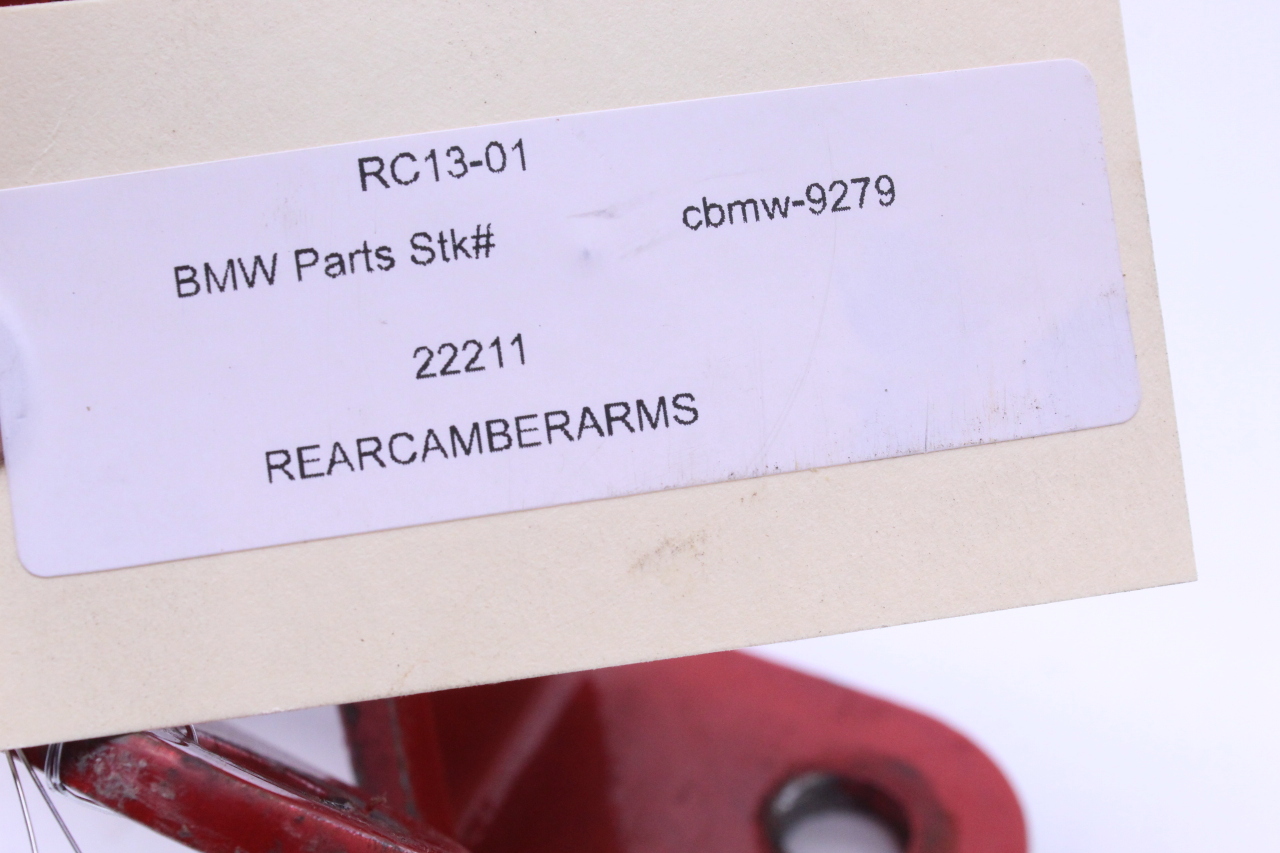 RC13-01
BMW Parts Stk# cbmw-9279
22211
REARCAMBERARMS